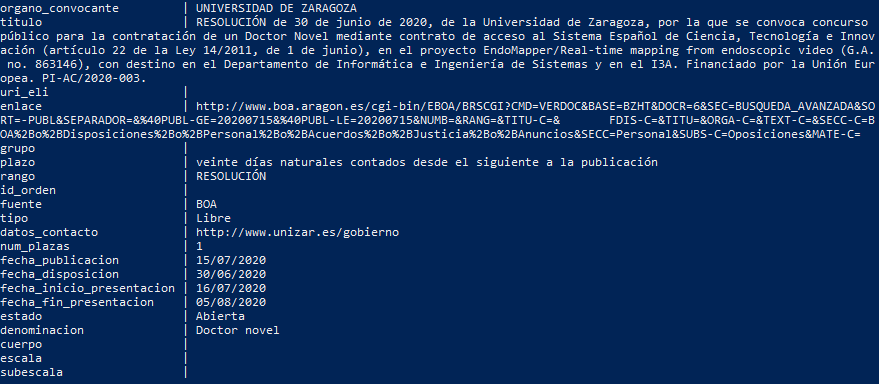 organo_convocante | UNIVERSIDAD DE ZARAGOZA
titulo | RESOLUCIÓN de 30 de junio de 2020, de la Universidad de Zaragoza, por la que se convoca concurso
público para la contratación de un Doctor Novel mediante contrato de acceso al Sistema Español de Ciencia, Tecnología e Innov
ación (artículo 22 de la Ley 14/2011, de 1 de junio), en el proyecto EndoMapper/Real-time mapping from endoscopic video (G.A.
no. 863146), con destino en el Departamento de Informática e Ingeniería de Sistemas y en el I3A. Financiado por la Unión Eur
opea. PI-AC/2020-003.
uri_eli |
enlace | http://www.boa.aragon.es/cgi-bin/EBOA/BRSCGI?CMD=VERDOC&BASE=BZHT&DOCR=6&SEC=BUSQUEDA_AVANZADA&SO
RT=-PUBL&SEPARADOR=&%40PUBL-GE=20200715&%40PUBL-LE=20200715&NUMB=&RANG=&TITU-C=& FDIS-C=&TITU=&ORGA-C=&TEXT-C=&SECC-C=B
OA%2Bo%2BDisposiciones%2Bo%2BPersonal%2Bo%2BAcuerdos%2Bo%2BJusticia%2Bo%2BAnuncios&SECC=Personal&SUBS-C=Oposiciones&MATE-C=
grupo |
plazo | veinte días naturales contados desde el siguiente a la publicación
rango | RESOLUCIÓN
id_orden |
fuente | BOA
tipo | Libre
datos_contacto | http://www.unizar.es/gobierno
num_plazas | 1
fecha_publicacion | 15/07/2020
fecha_disposicion | 30/06/2020
fecha_inicio_presentacion | 16/07/2020
fecha_fin_presentacion | 05/08/2020
estado | Abierta
denominacion | Doctor novel
cuerpo |
escala |
subescala |